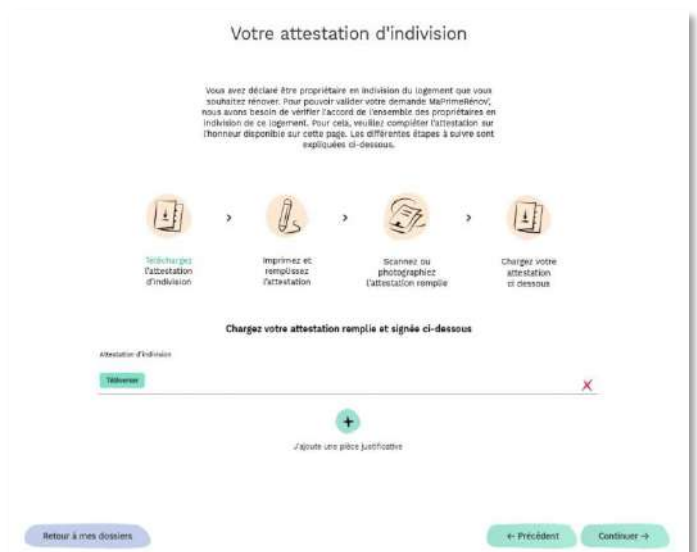 Votre attestation d'indivision
Vous avez déclaré être propriétaire en indivision du logement que vous
souhaitez rénover. Pour pouvoir valider votre demande MaPrimeRénov',
nous avons besoin de vérifier l'accord de l'ensemble des propriétaires en
indivision de ce logement. Pour cela, veuillez compléter l'attestation sur
l'honneur disponible sur cette page. Les différentes étapes à suivre sont
expliquées ci-dessous.
Téléchargez
l'attestation
d'indivision
>
Imprimez et
remplissez
l'attestation
>
Scannez ou
photographiez
l'attestation remplie
>
Chargez votre
attestation
ci dessous
Chargez votre attestation remplie et signée ci-dessous
Attestation d'indivision
Téléverser
J'ajoute une pièce justificative
Retour à mes dossiers
← Précédent
Continuer →